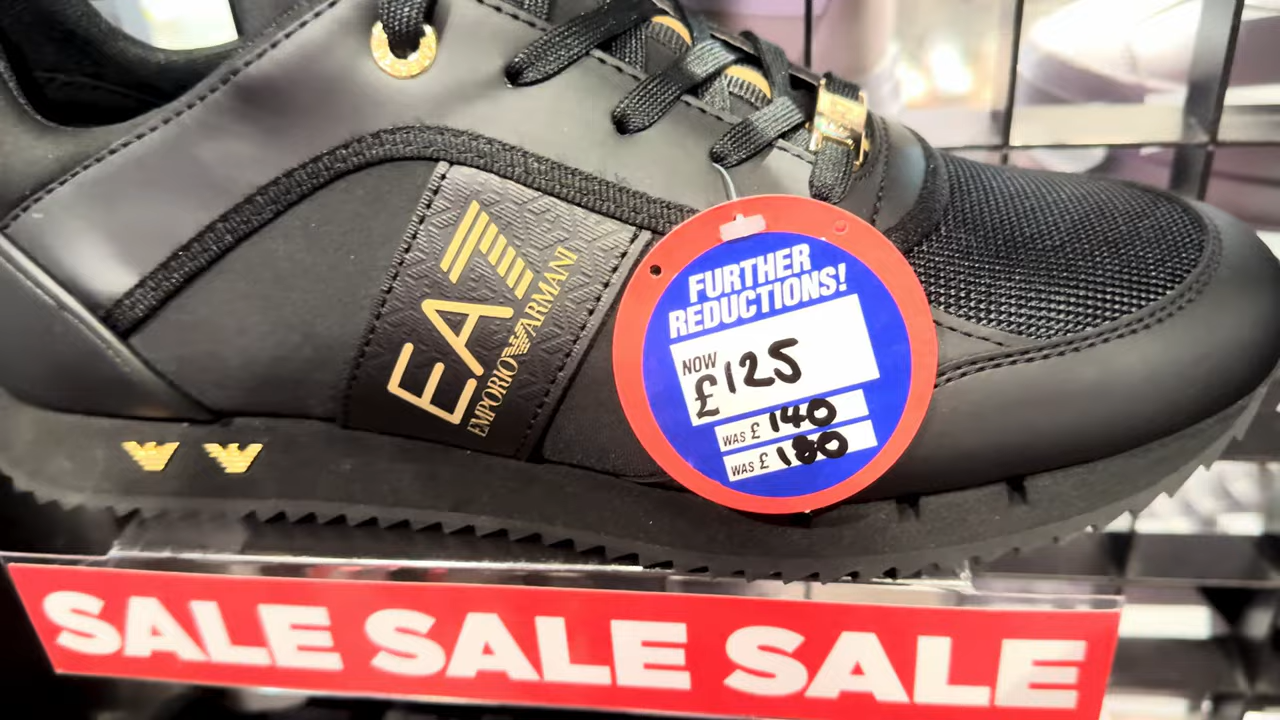 EA7
EMPORIO ARMANI
FURTHER
REDUCTIONS!
NOW
£125
WAS £ 140
WAS £ 180
SALE SALE SALE